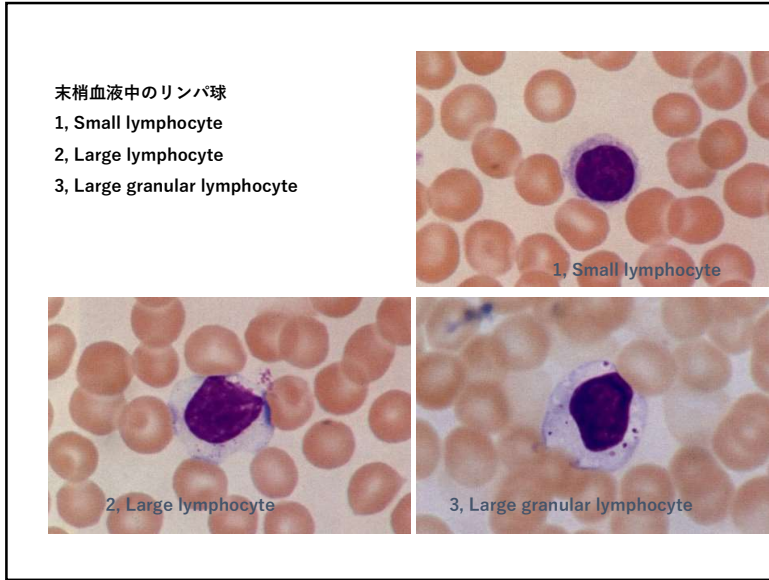 末梢血液中のリンパ球
1, Small lymphocyte
2, Large lymphocyte
3, Large granular lymphocyte
1, Small lymphocyte
2, Large lymphocyte
3, Large granular lymphocyte